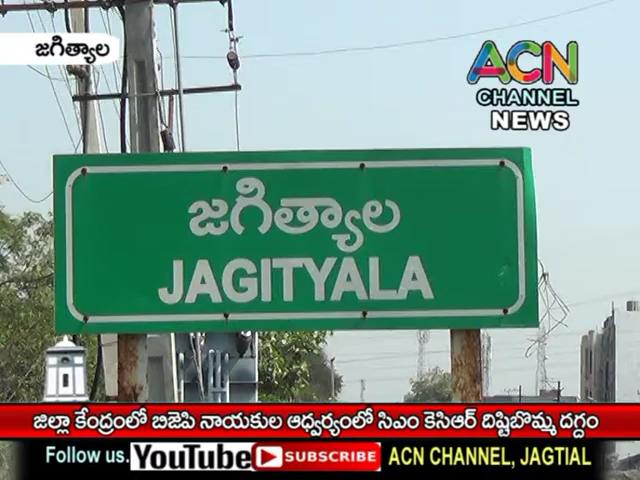 జగిత్యాల
ACN
CHANNEL
NEWS
జగిత్యాల
JAGITYALA
జిల్లా కేంద్రంలో బిజెపి నాయకుల ఆధ్వర్యంలో సిఎం కెసిఆర్ దిష్టిబొమ్మ దగ్దం
Follow us. YouTube SUBSCRIBE ACN CHANNEL, JAGTIAL